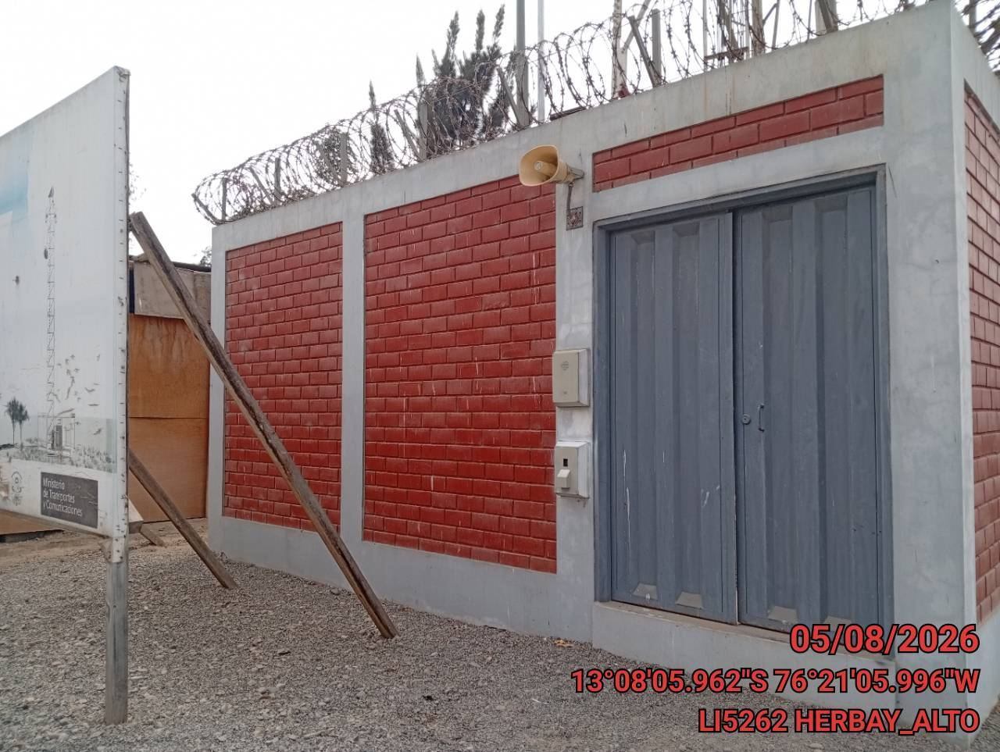 Ministerio
de Transportes
y Comunicaciones
05/08/2026
13°08'05.962"S 76°21'05.996"W
LI5262 HERBAY_ALTO